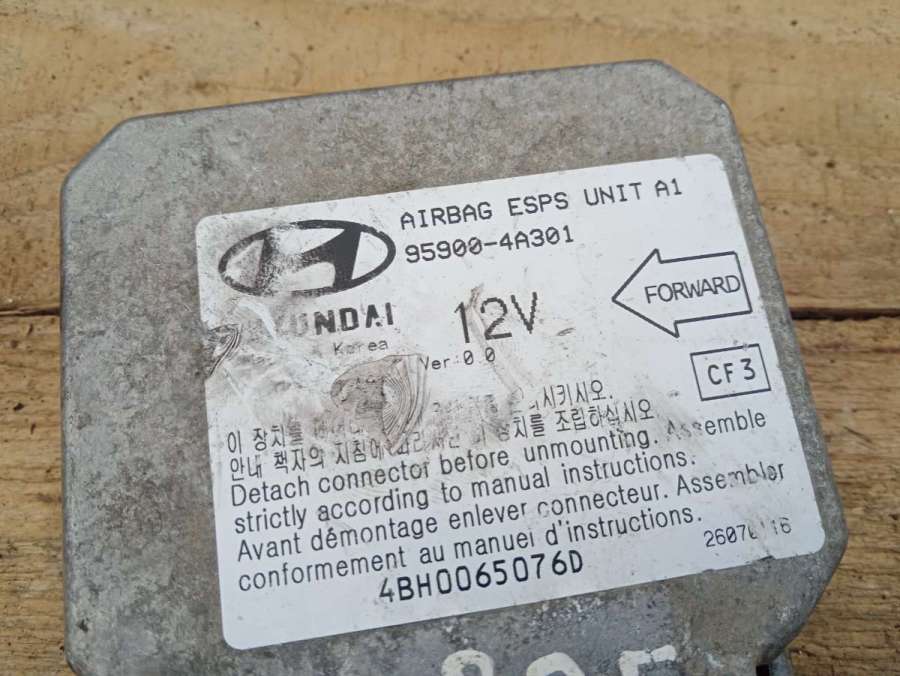 AIRBAG ESPS UNIT A1
95900-4A301
FORWARD
NDAI
Korea
12V
Ver:0.0
CF3
이 장치를 시키시오.
안내 책자의 지침에 이 장치를 조립하십시오
Detach connector before unmounting. Assemble
strictly according to manual instructions.
Avant démontage enlever connecteur. Assembler
conformement au manuel d'instructions.
4BH0065076D